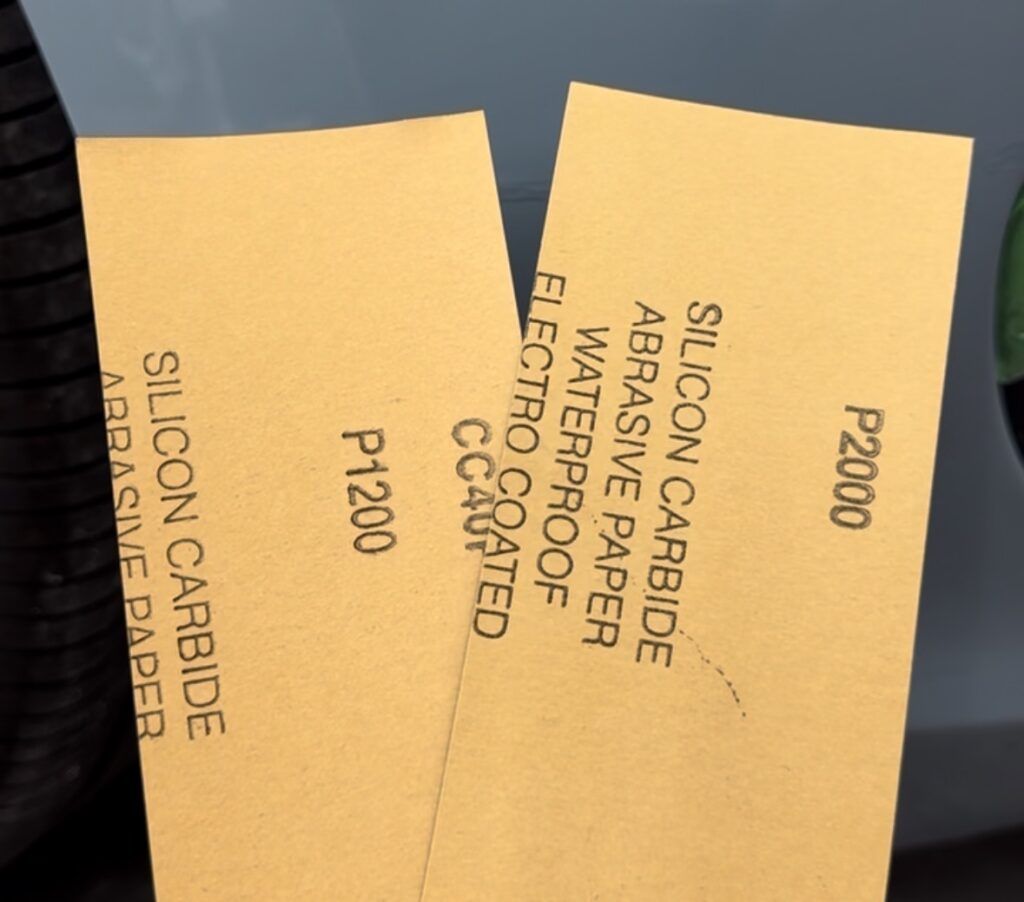 SILICON CARBIDE
ABRASIVE PAPER
P1200
P2000
SILICON CARBIDE
ABRASIVE PAPER
WATERPROOF
ELECTRO COATED